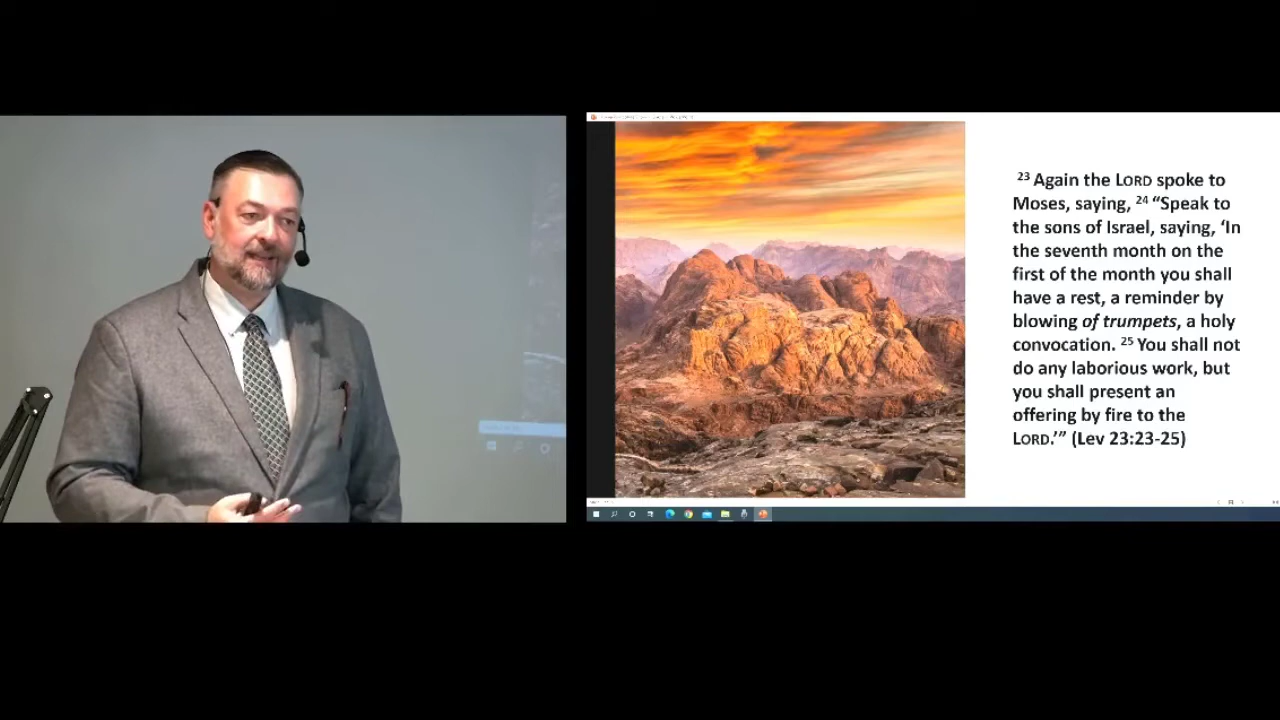 23 Again the LORD spoke to
Moses, saying, 24 “Speak to
the sons of Israel, saying, ‘In
the seventh month on the
first of the month you shall
have a rest, a reminder by
blowing of trumpets, a holy
convocation. 25 You shall not
do any laborious work, but
you shall present an
offering by fire to the
LORD.’” (Lev 23:23-25)